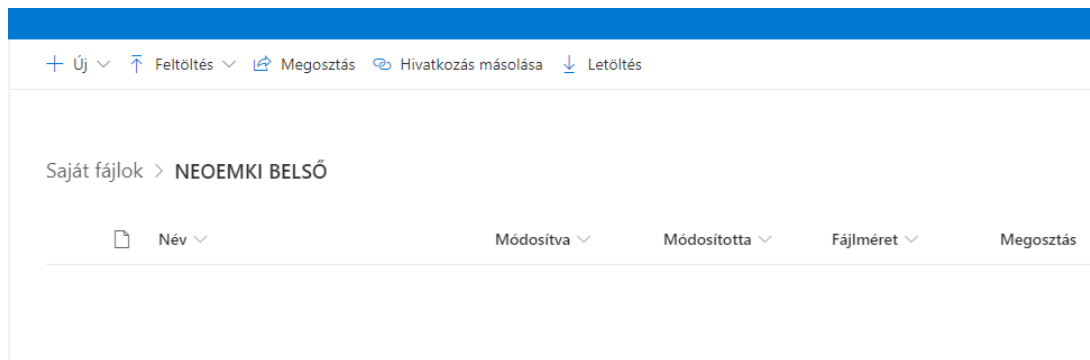 Új Feltöltés Megosztás Hivatkozás másolása Letöltés
Saját fájlok > NEOEMKI BELSŐ
Név Módosítva Módosította Fájlméret Megosztás